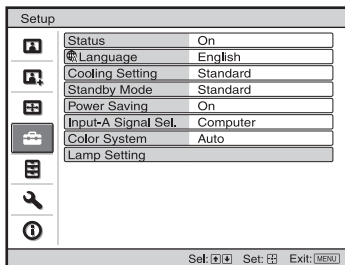 Setup
Status On
Language English
Cooling Setting Standard
Standby Mode Standard
Power Saving On
Input-A Signal Sel. Computer
Color System Auto
Lamp Setting
Sel: Set: Exit: MENU